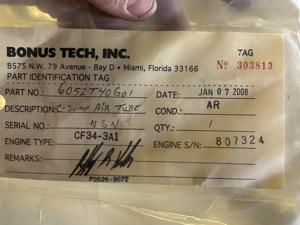 BONUS TECH, INC. TAG
8575 N.W. 79 Avenue - Bay D • Miami, Florida 33166 Nº 303813
PART IDENTIFICATION TAG
PART NO.: 6052T40G01 DATE: JAN 07 2008
DESCRIPTION: C-SUMP AIR TUBE COND: AR
SERIAL NO: NSN QTY.: 1
ENGINE TYPE: CF34-3A1 ENGINE S/N: 807324
REMARKS: